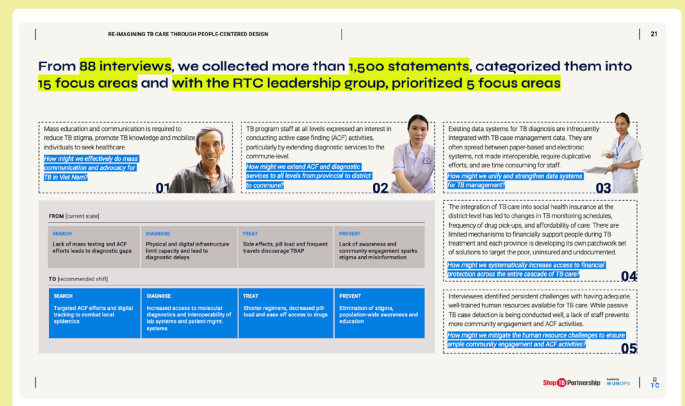 RE-IMAGINING TB CARE THROUGH PEOPLE-CENTERED DESIGN
21
From 88 interviews, we collected more than 1,500 statements, categorized them into
15 focus areas and with the RTC leadership group, prioritized 5 focus areas
Mass education and communication is required to
reduce TB stigma, promote TB knowledge and mobilize
individuals to seek healthcare.
How might we effectively do mass
communication and advocacy for
TB in Viet Nam?
01
TB program staff at all levels expressed an interest in
conducting active case finding (ACF) activities,
particularly by extending diagnostic services to the
commune-level.
How might we extend ACF and diagnostic
services to all levels from provincial to district
to commune?
02
Existing data systems for TB diagnosis are infrequently
integrated with TB case management data. They are
often spread between paper-based and electronic
systems, not made interoperable, require duplicative
efforts, and are time consuming for staff.
How might we unify and strengthen data systems
for TB management?
03
FROM [current state]
SEARCH
Lack of mass testing and ACF
efforts leads to diagnostic gaps
DIAGNOSE
Physical and digital infrastructure
limit capacity and lead to
diagnostic delays
TREAT
Side effects, pill load and frequent
travels discourage TBAP
PREVENT
Lack of awareness and
community engagement sparks
stigma and misinformation
TO [recommended shift]
SEARCH
Targeted ACF efforts and digital
tracking to combat local
epidemics
DIAGNOSE
Increased access to molecular
diagnostics and interoperability of
lab systems and patient mgmt.
systems
TREAT
Shorter regimens, decreased pill-
load and ease off access to drugs
PREVENT
Elimination of stigma,
population-wide awareness and
education
The integration of TB care into social health insurance at the
district-level has led to changes in TB monitoring schedules,
frequency of drug pick-ups, and affordability of care. There are
limited mechanisms to financially support people during TB
treatment and each province is developing its own patchwork set
of solutions to target the poor, uninsured and undocumented.
How might we systematically increase access to financial
protection across the entire cascade of TB care?
04
Interviewees identified persistent challenges with having adequate,
well-trained human resources available for TB care. While passive
TB case detection is being conducted well, a lack of staff prevents
more community engagement and ACF activities.
How might we mitigate the human resource challenges to ensure
ample community engagement and ACF activities?
05
Stop TB Partnership
UNOPS